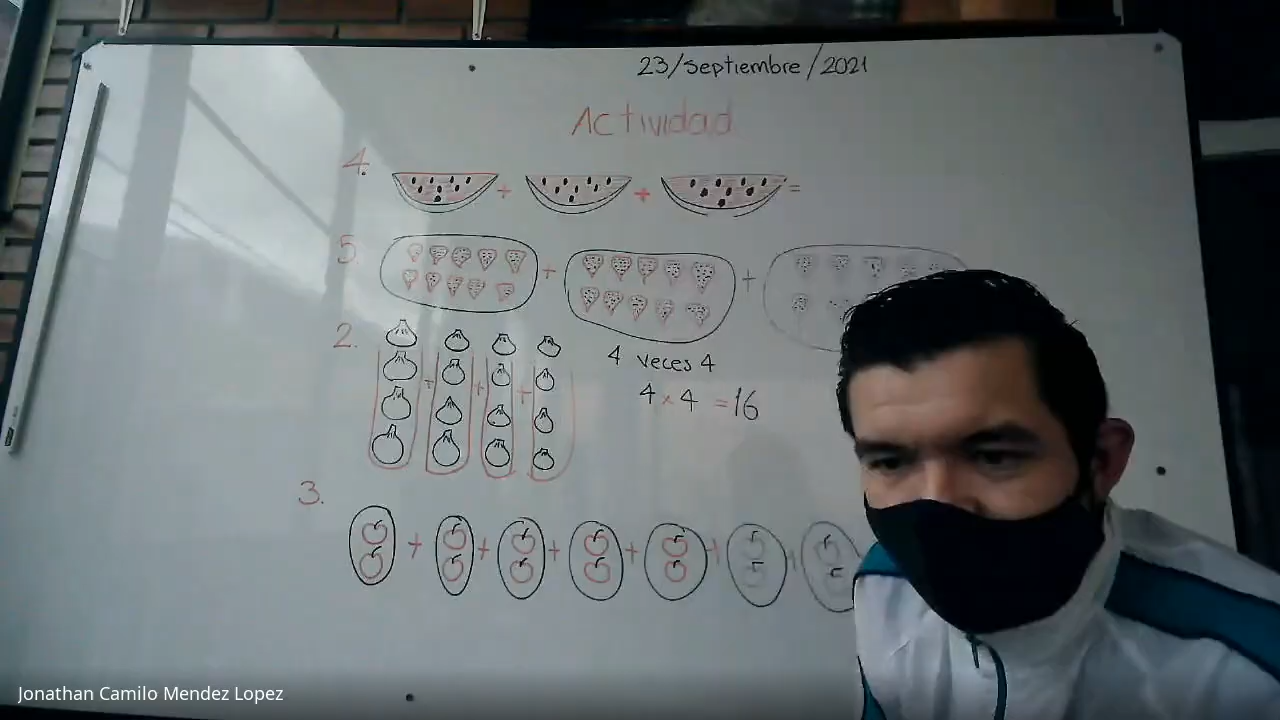 23/Septiembre/2021
Actividad
4.
+ + =
5.
+ +
2.
+ + +
4 veces 4
4 × 4 = 16
3.
+ + + + + +
Jonathan Camilo Mendez Lopez